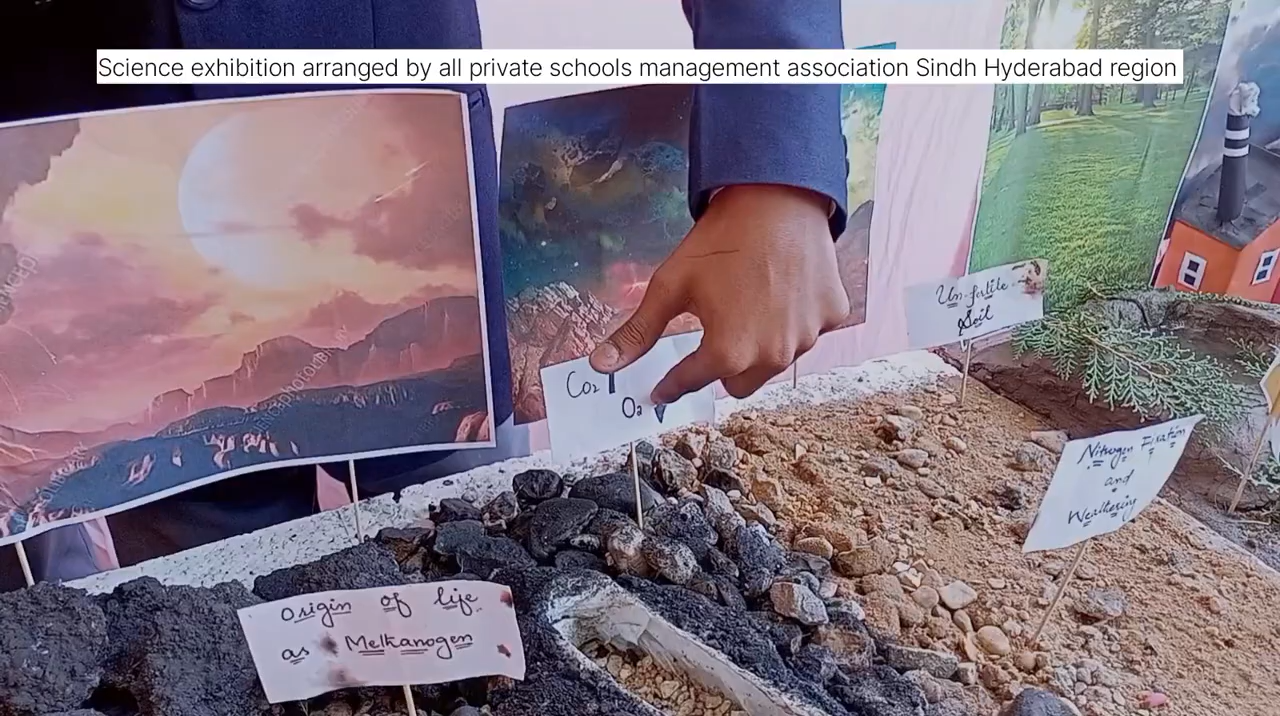 Science exhibition arranged by all private schools management association Sindh Hyderabad region
Un-fertile
Soil
Co2
O2
Nitrogen Fixation
and
Weathering
Origin of life
as Melkanogen